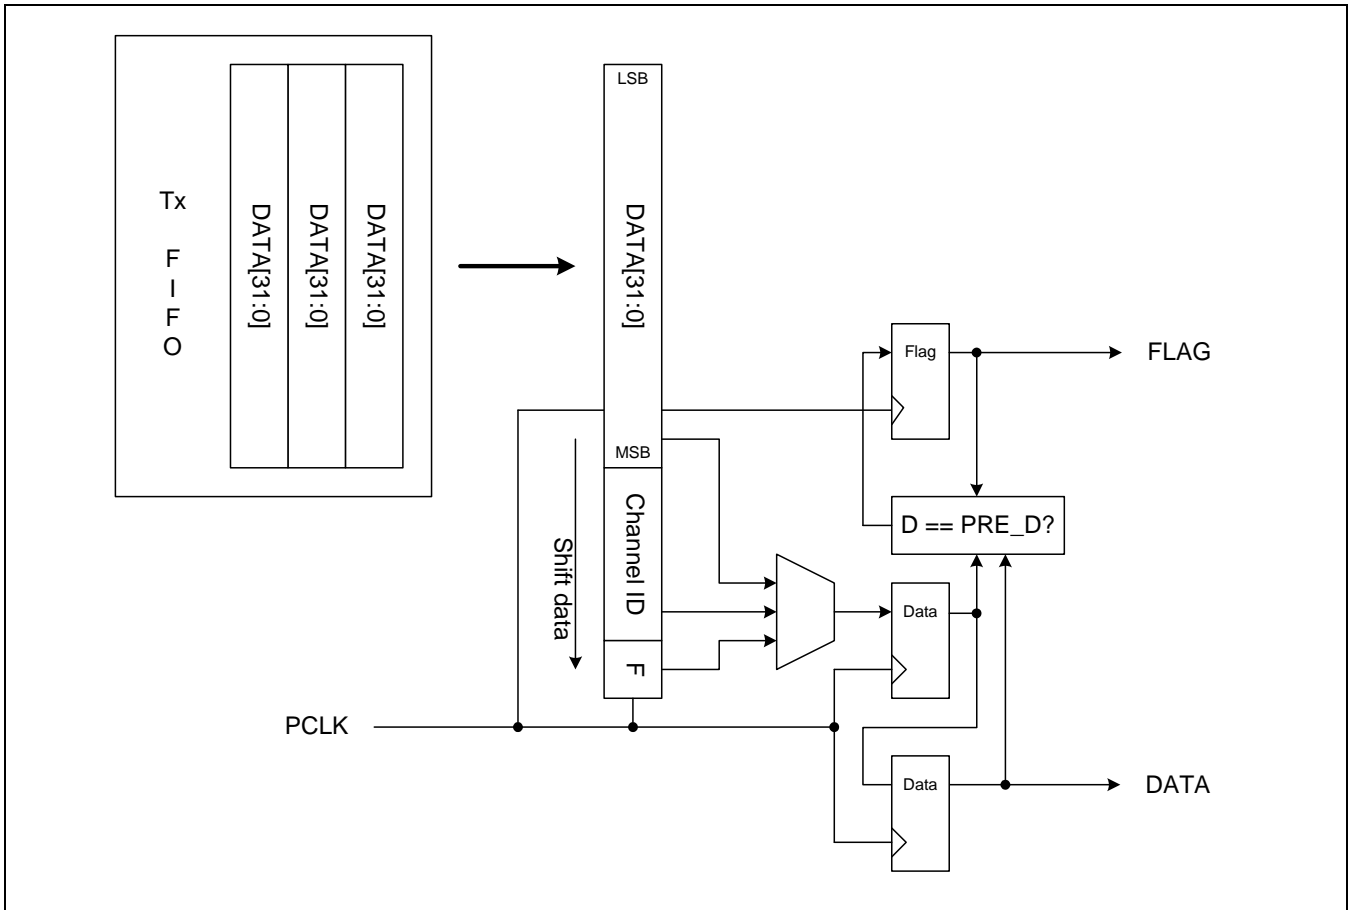 Tx
F
I
F
O
DATA[31:0]
DATA[31:0]
DATA[31:0]
LSB
DATA[31:0]
MSB
Channel ID
F
Shift data
Flag
FLAG
D == PRE_D?
Data
PCLK
Data
DATA